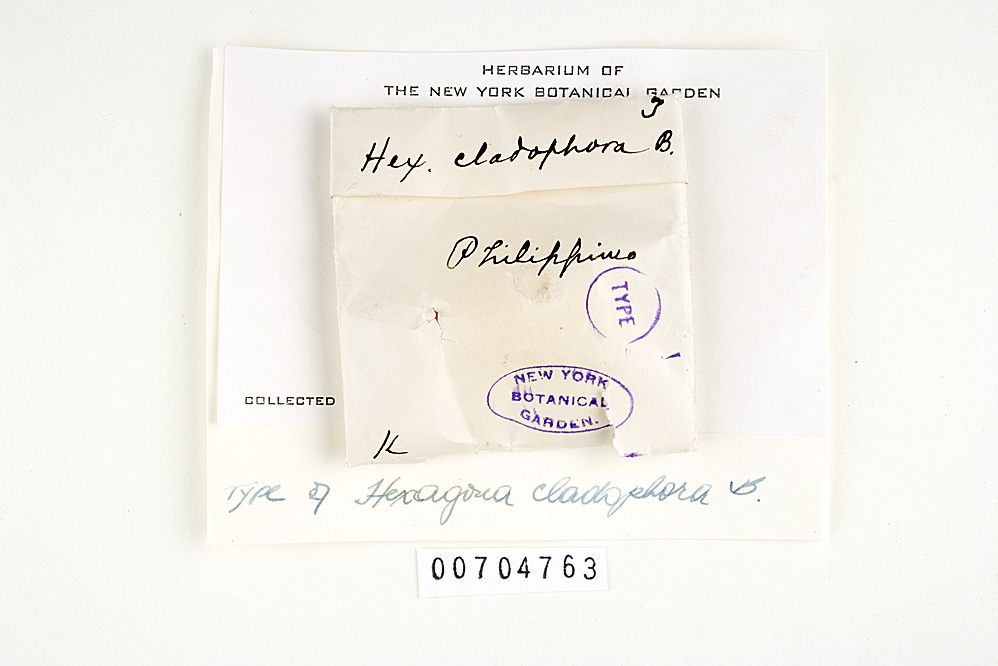 HERBARIUM OF
THE NEW YORK BOTANICAL GARDEN
T
Hex. cladophora B.
Philippines
TYPE
NEW YORK
BOTANICAL
GARDEN.
COLLECTED
K
Type of Hexagona cladophora B.
00704763